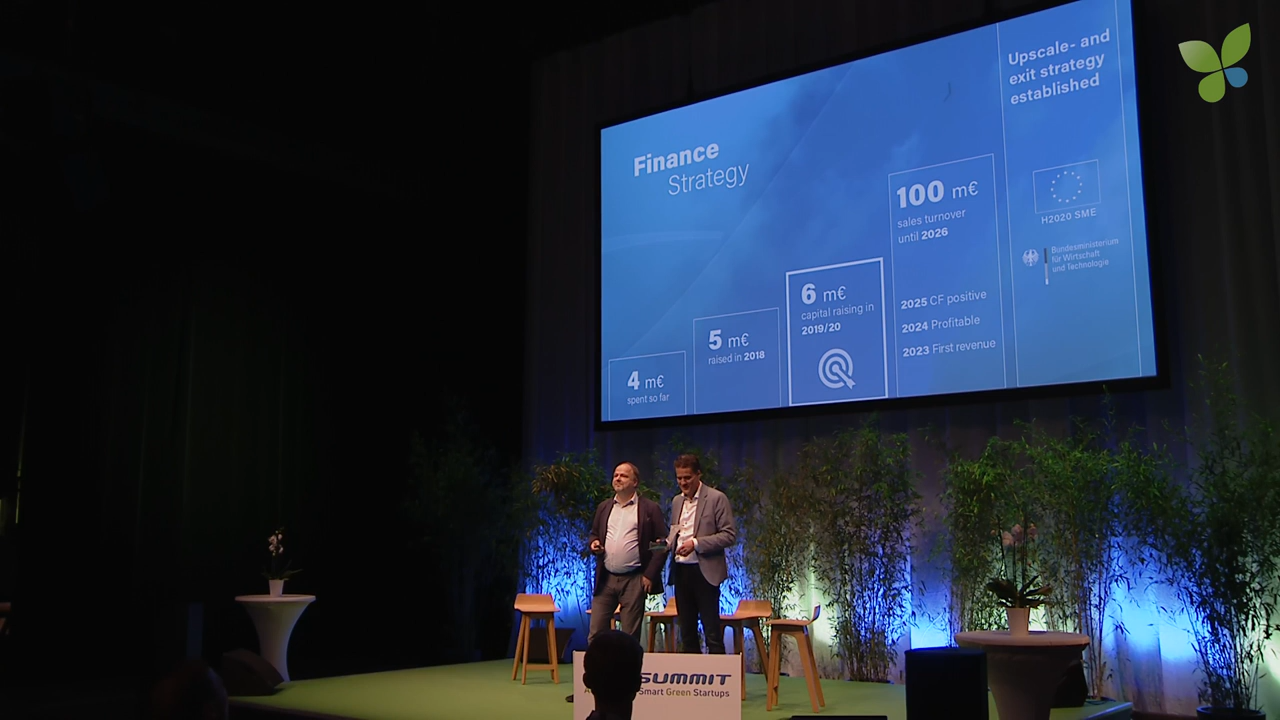 Finance
Strategy
4 m€
spent so far
5 m€
raised in 2018
6 m€
capital raising in
2019/20
100 m€
sales turnover
until 2026
2025 CF positive
2024 Profitable
2023 First revenue
Upscale- and
exit strategy
established
H2020 SME
Bundesministerium
für Wirtschaft
und Technologie
SUMMIT
Smart Green Startups